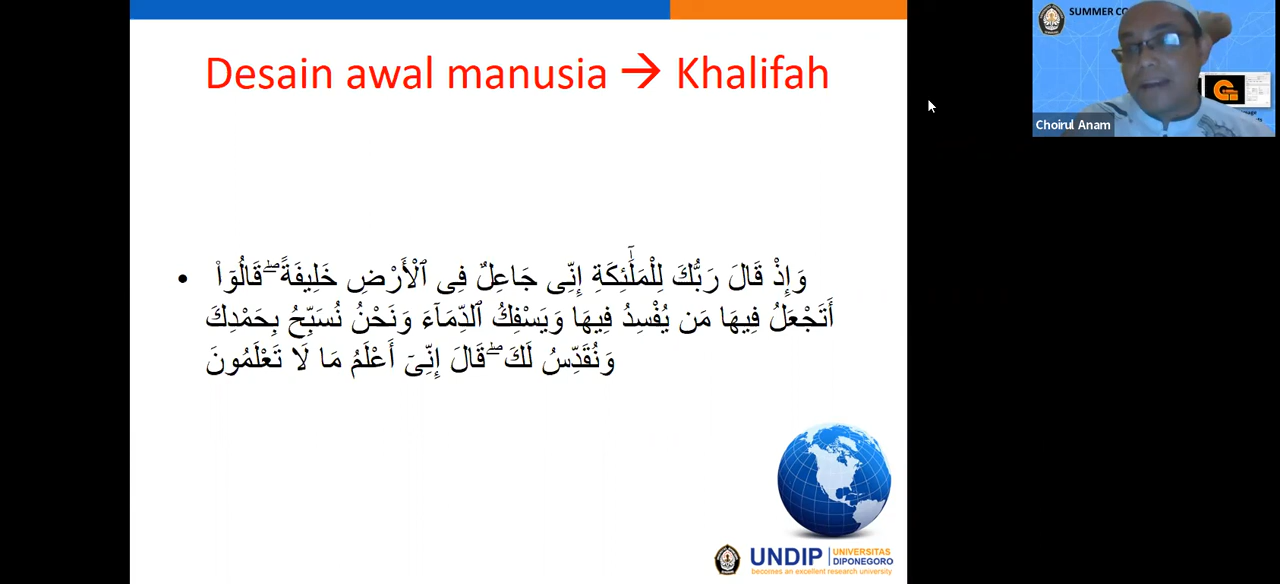 Desain awal manusia → Khalifah
• وَإِذْ قَالَ رَبُّكَ لِلْمَلَٰٓئِكَةِ إِنِّى جَاعِلٌ فِى ٱلْأَرْضِ خَلِيفَةً ۖ قَالُوٓا۟
أَتَجْعَلُ فِيهَا مَن يُفْسِدُ فِيهَا وَيَسْفِكُ ٱلدِّمَآءَ وَنَحْنُ نُسَبِّحُ بِحَمْدِكَ
وَنُقَدِّسُ لَكَ ۖ قَالَ إِنِّىٓ أَعْلَمُ مَا لَا تَعْلَمُونَ
UNDIP
UNIVERSITAS
DIPONEGORO
becomes an excellent research university
SUMMER
Choirul Anam